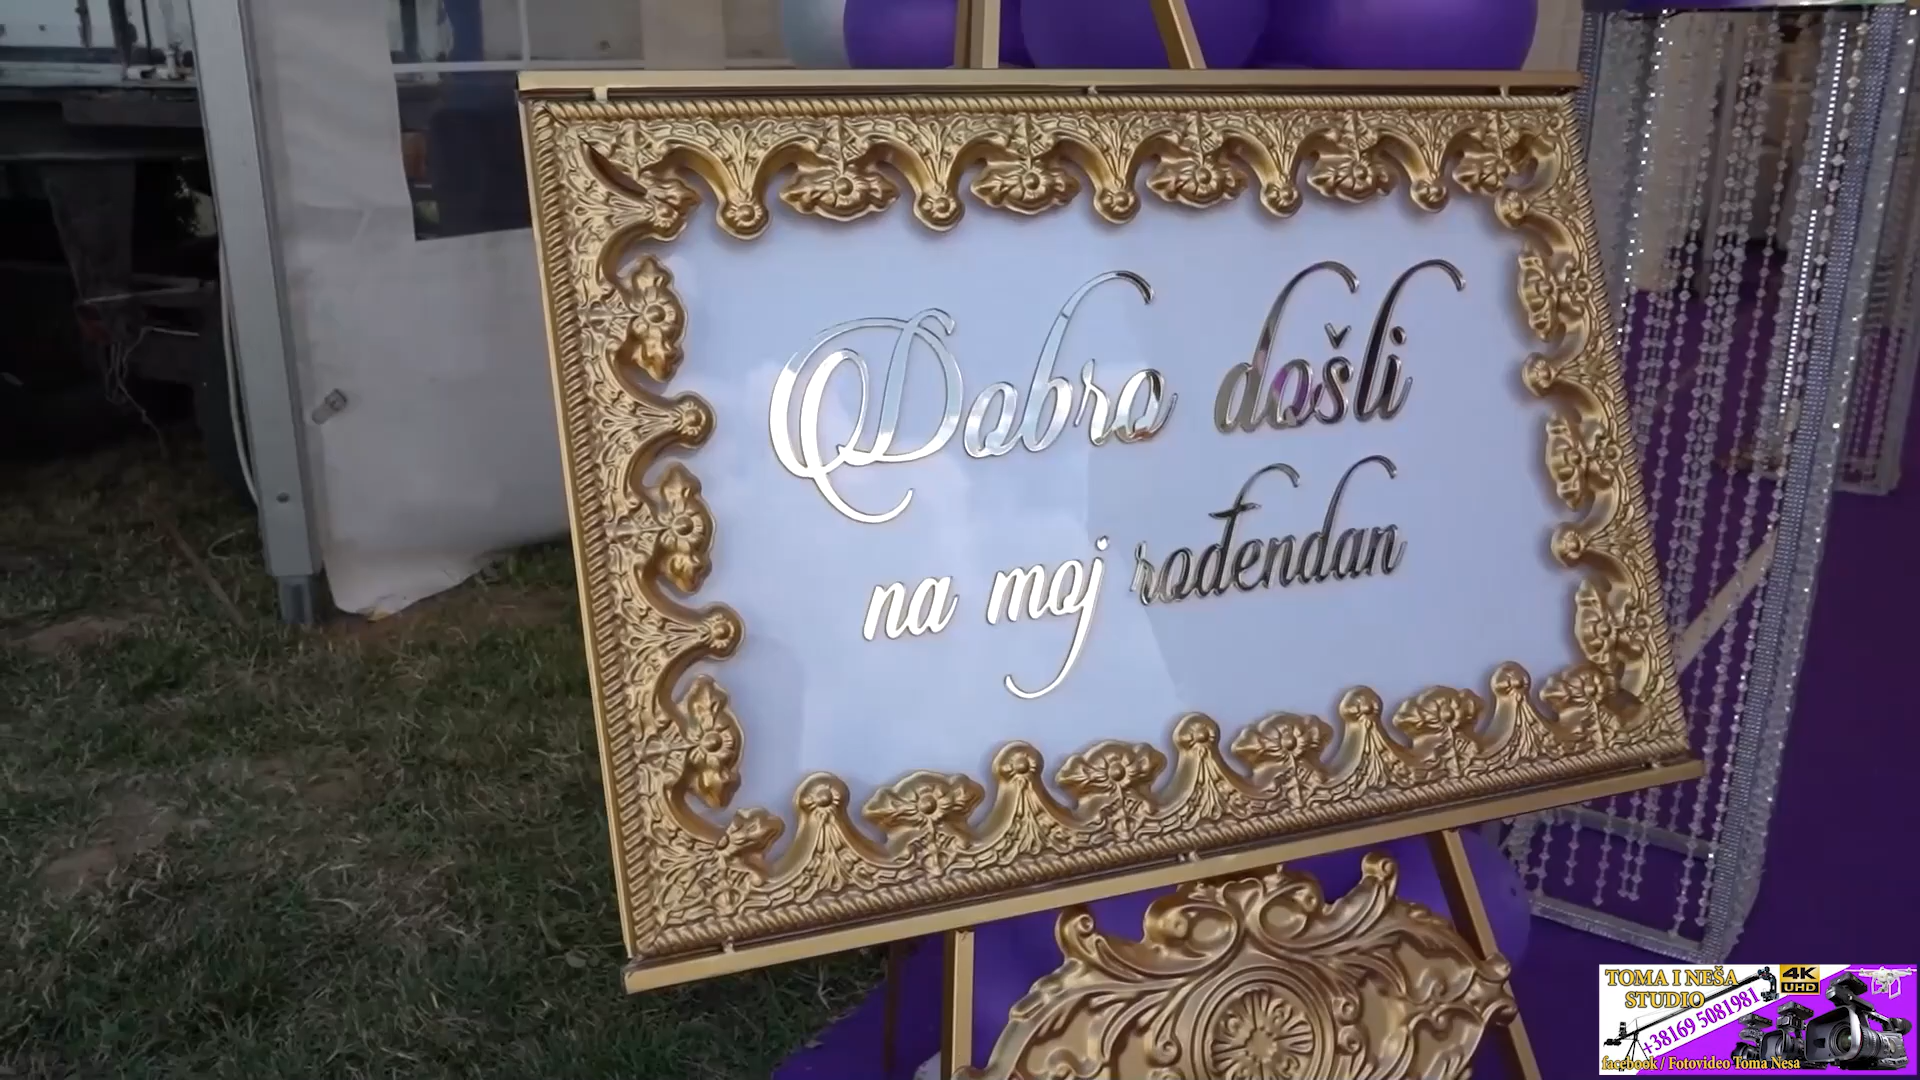 Dobro došli
na moj rođendan
TOMA I NEŠA
STUDIO
4K
UHD
+38169 5081981
facebook / Fotovideo Toma Nesa